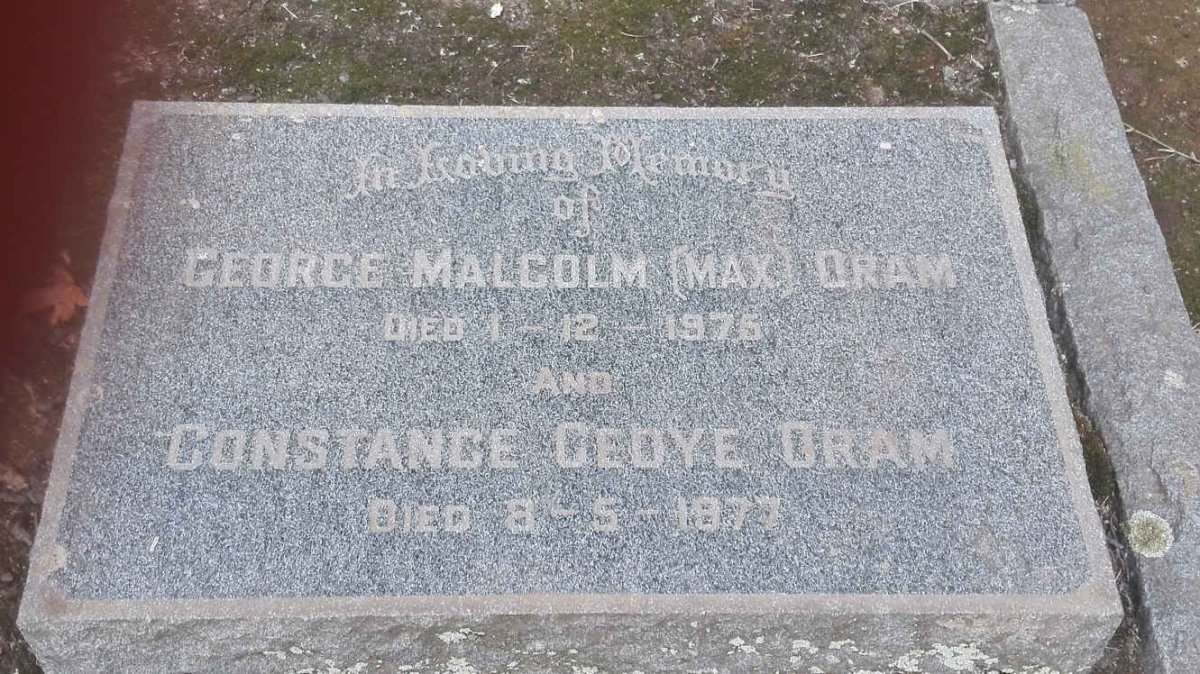 In Loving Memory
of
GEORGE MALCOLM (MAX) ORAM
DIED 1 - 12 - 1976
AND
CONSTANCE GEDYE ORAM
DIED 8 - 5 - 1977